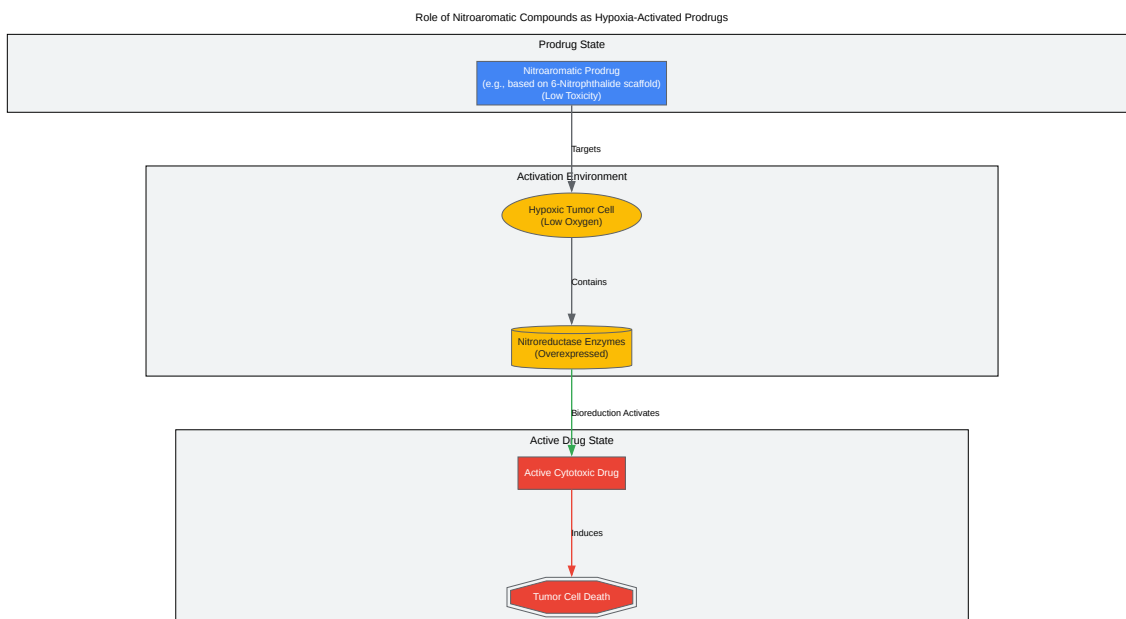 Role of Nitroaromatic Compounds as Hypoxia-Activated Prodrugs
Prodrug State
Nitroaromatic Prodrug
(e.g., based on 6-Nitrophthalide scaffold)
(Low Toxicity)
Targets
Activation Environment
Hypoxic Tumor Cell
(Low Oxygen)
Contains
Nitroreductase Enzymes
(Overexpressed)
Bioreduction Activates
Active Drug State
Active Cytotoxic Drug
Induces
Tumor Cell Death